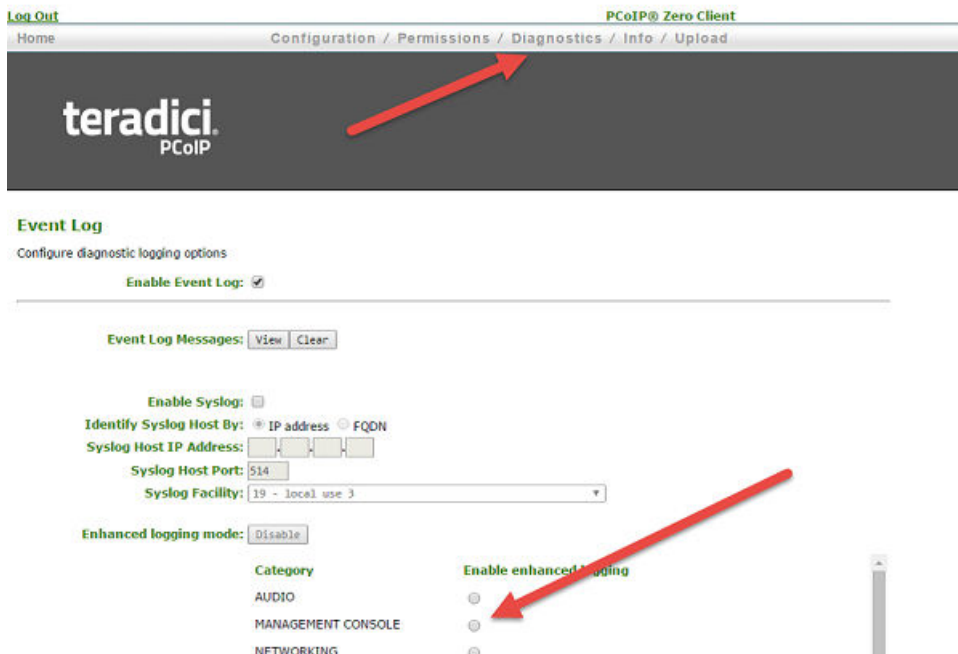 Log Out PCoIP® Zero Client
Home Configuration / Permissions / Diagnostics / Info / Upload
teradici.
PCoIP
Event Log
Configure diagnostic logging options
Enable Event Log:
Event Log Messages: View Clear
Enable Syslog:
Identify Syslog Host By: IP address FQDN
Syslog Host IP Address: . . .
Syslog Host Port: 514
Syslog Facility: 19 - local use 3
Enhanced logging mode: Disable
Category Enable enhanced logging
AUDIO
MANAGEMENT CONSOLE
NETWORKING